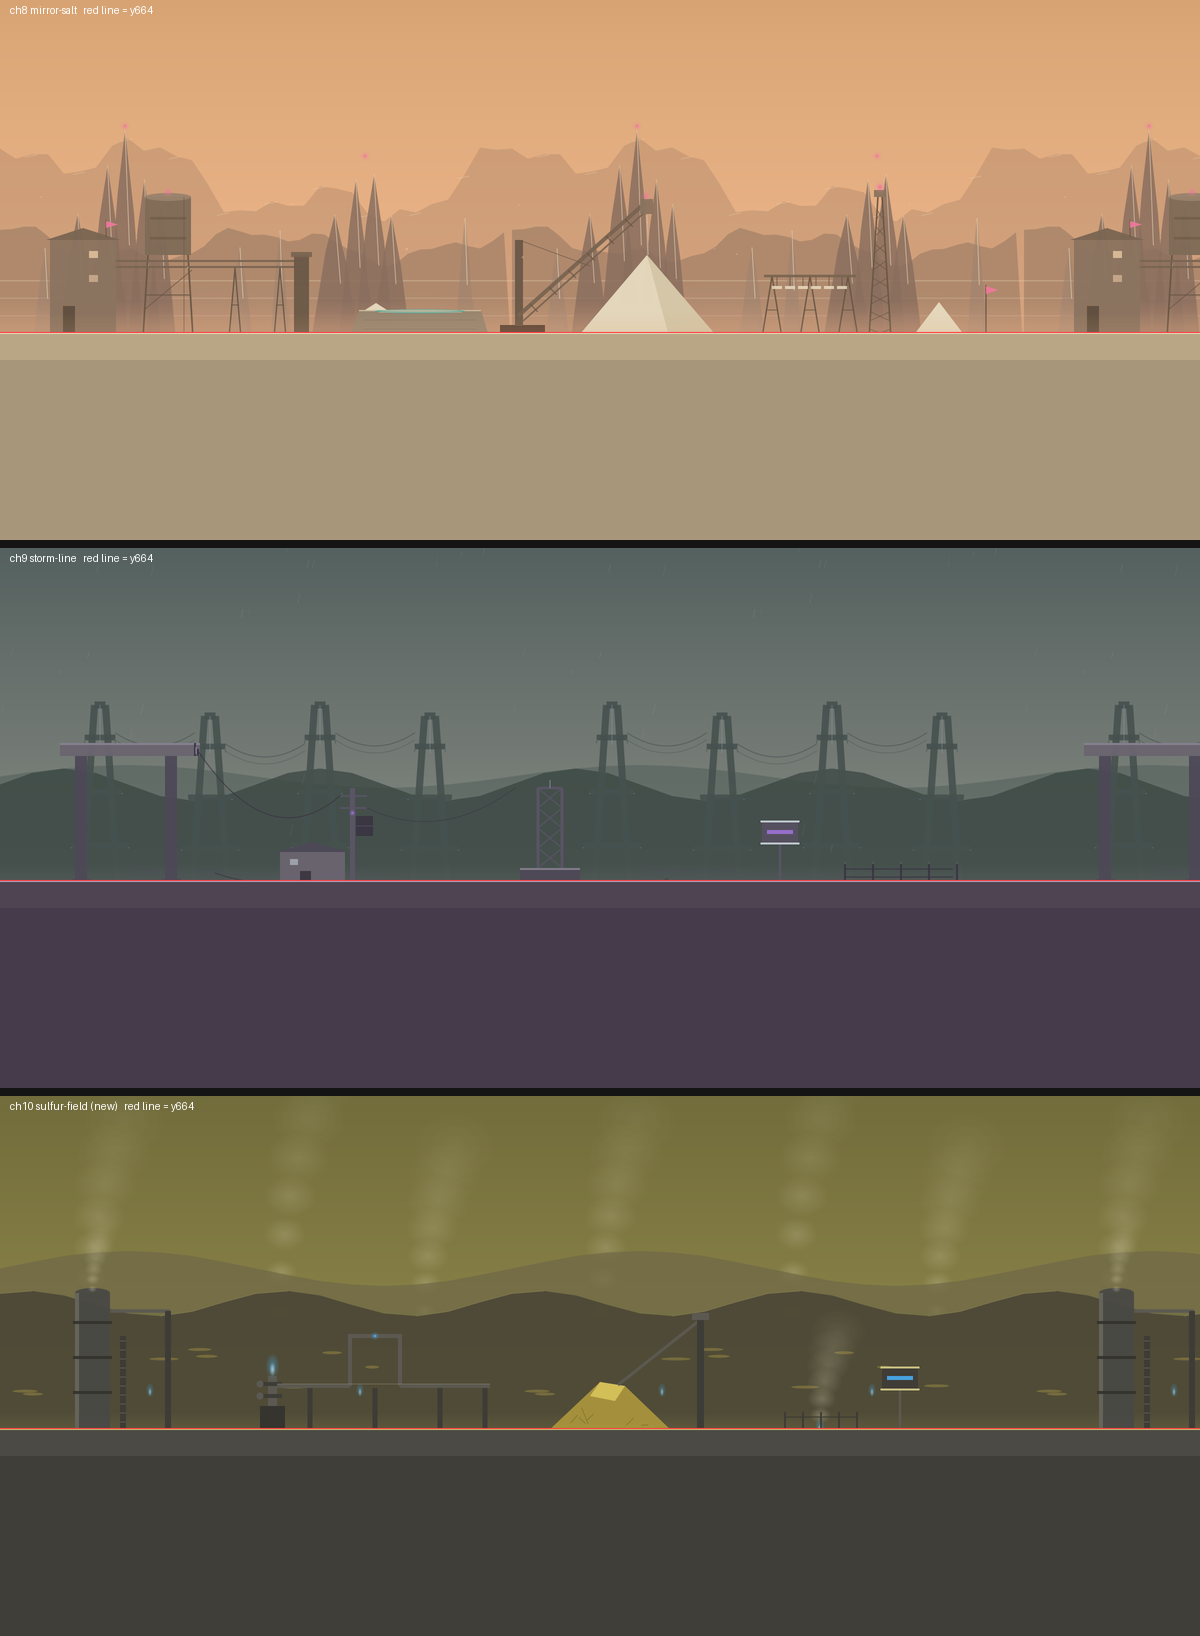 ch8 mirror-salt red line = y664
ch9 storm-line red line = y664
ch10 sulfur-field (new) red line = y664